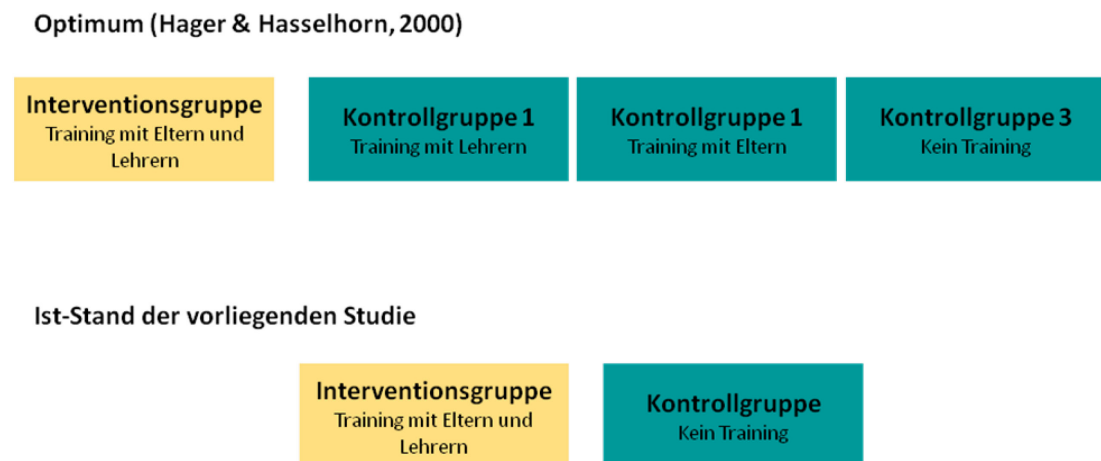 Optimum (Hager & Hasselhorn, 2000)
Interventionsgruppe
Training mit Eltern und
Lehrern
Kontrollgruppe 1
Training mit Lehrern
Kontrollgruppe 1
Training mit Eltern
Kontrollgruppe 3
Kein Training
Ist-Stand der vorliegenden Studie
Interventionsgruppe
Training mit Eltern und
Lehrern
Kontrollgruppe
Kein Training